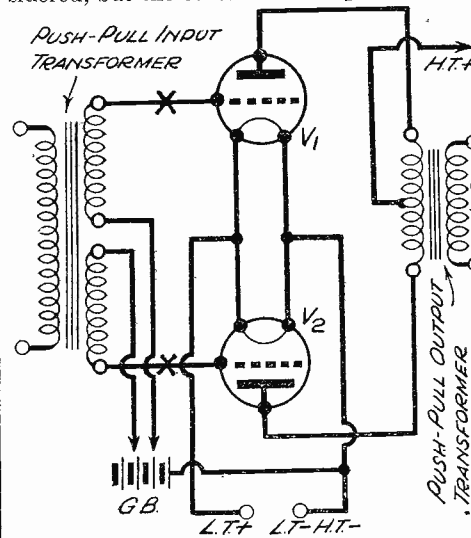 PUSH-PULL INPUT
TRANSFORMER
H.T.+
V1
V2
PUSH-PULL OUTPUT
TRANSFORMER
G.B.
L.T.+ L.T.- H.T.-